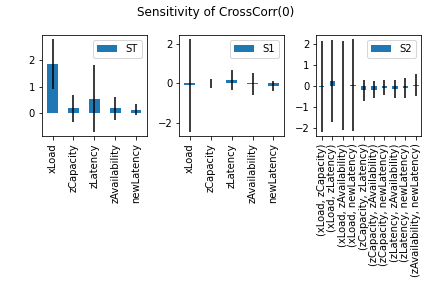 Sensitivity of CrossCorr(0)
ST
2
1
0
xLoad
zCapacity
zLatency
zAvailability
newLatency
S1
2
0
−2
xLoad
zCapacity
zLatency
zAvailability
newLatency
S2
2
1
0
−1
−2
(xLoad, zCapacity)
(xLoad, zLatency)
(xLoad, zAvailability)
(xLoad, newLatency)
(zCapacity, zLatency)
(zCapacity, zAvailability)
(zCapacity, newLatency)
(zLatency, zAvailability)
(zLatency, newLatency)
(zAvailability, newLatency)